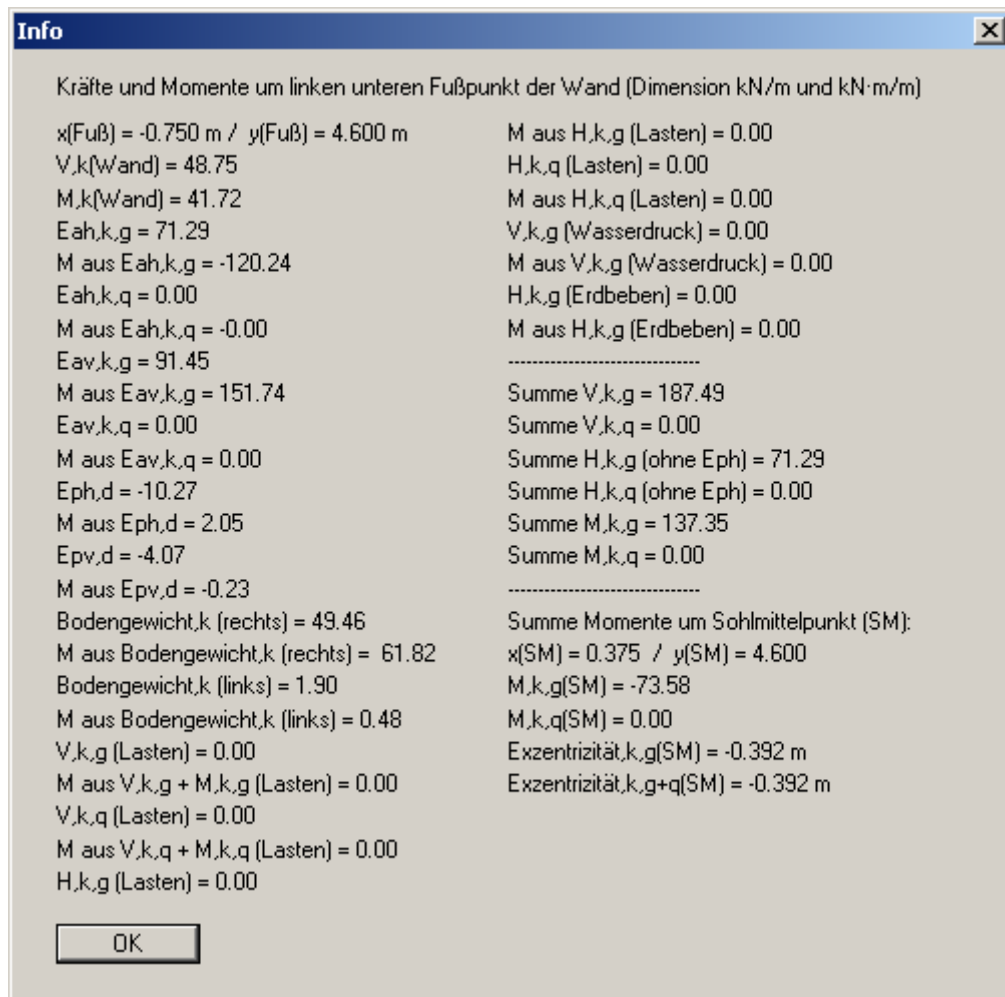 Info
Kräfte und Momente um linken unteren Fußpunkt der Wand (Dimension kN/m und kN·m/m)
x(Fuß) = -0.750 m / y(Fuß) = 4.600 m
V,k(Wand) = 48.75
M,k(Wand) = 41.72
Eah,k,g = 71.29
M aus Eah,k,g = -120.24
Eah,k,q = 0.00
M aus Eah,k,q = -0.00
Eav,k,g = 91.45
M aus Eav,k,g = 151.74
Eav,k,q = 0.00
M aus Eav,k,q = 0.00
Eph,d = -10.27
M aus Eph,d = 2.05
Epv,d = -4.07
M aus Epv,d = -0.23
Bodengewicht,k (rechts) = 49.46
M aus Bodengewicht,k (rechts) = 61.82
Bodengewicht,k (links) = 1.90
M aus Bodengewicht,k (links) = 0.48
V,k,g (Lasten) = 0.00
M aus V,k,g + M,k,g (Lasten) = 0.00
V,k,q (Lasten) = 0.00
M aus V,k,q + M,k,q (Lasten) = 0.00
H,k,g (Lasten) = 0.00
M aus H,k,g (Lasten) = 0.00
H,k,q (Lasten) = 0.00
M aus H,k,q (Lasten) = 0.00
V,k,g (Wasserdruck) = 0.00
M aus V,k,g (Wasserdruck) = 0.00
H,k,g (Erdbeben) = 0.00
M aus H,k,g (Erdbeben) = 0.00
--------------------------------
Summe V,k,g = 187.49
Summe V,k,q = 0.00
Summe H,k,g (ohne Eph) = 71.29
Summe H,k,q (ohne Eph) = 0.00
Summe M,k,g = 137.35
Summe M,k,q = 0.00
--------------------------------
Summe Momente um Sohlmittelpunkt (SM):
x(SM) = 0.375 / y(SM) = 4.600
M,k,g(SM) = -73.58
M,k,q(SM) = 0.00
Exzentrizität,k,g(SM) = -0.392 m
Exzentrizität,k,g+q(SM) = -0.392 m
OK